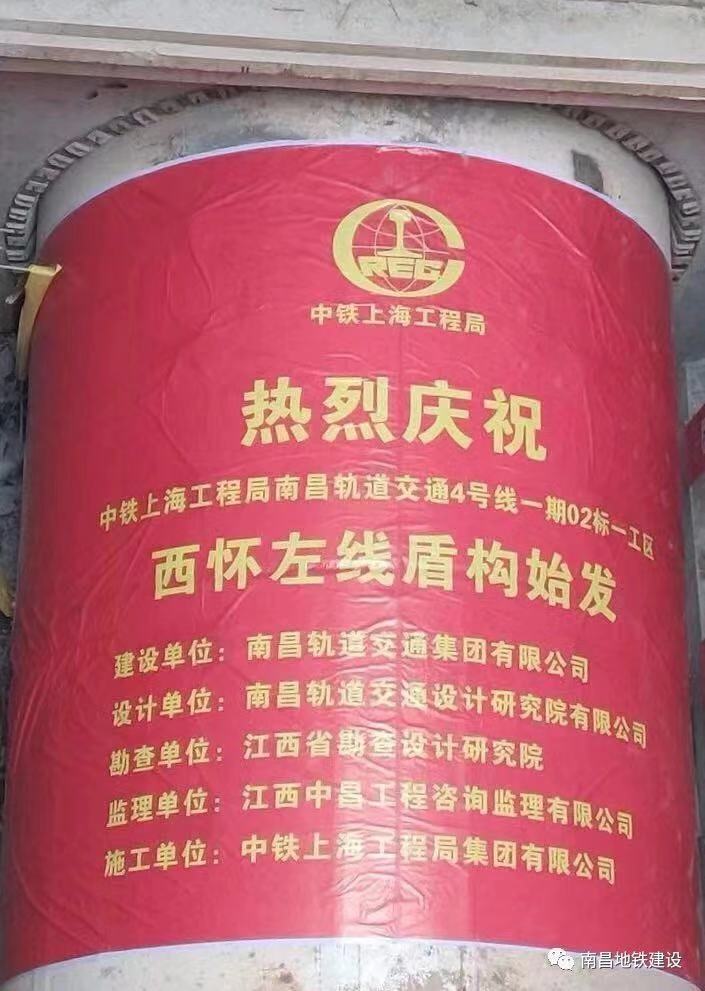 CREG
中铁上海工程局
热烈庆祝
中铁上海工程局南昌轨道交通4号线一期02标一工区
西怀左线盾构始发
建设单位：南昌轨道交通集团有限公司
设计单位：南昌轨道交通设计研究院有限公司
勘查单位：江西省勘查设计研究院
监理单位：江西中昌工程咨询监理有限公司
施工单位：中铁上海工程局集团有限公司
南昌地铁建设